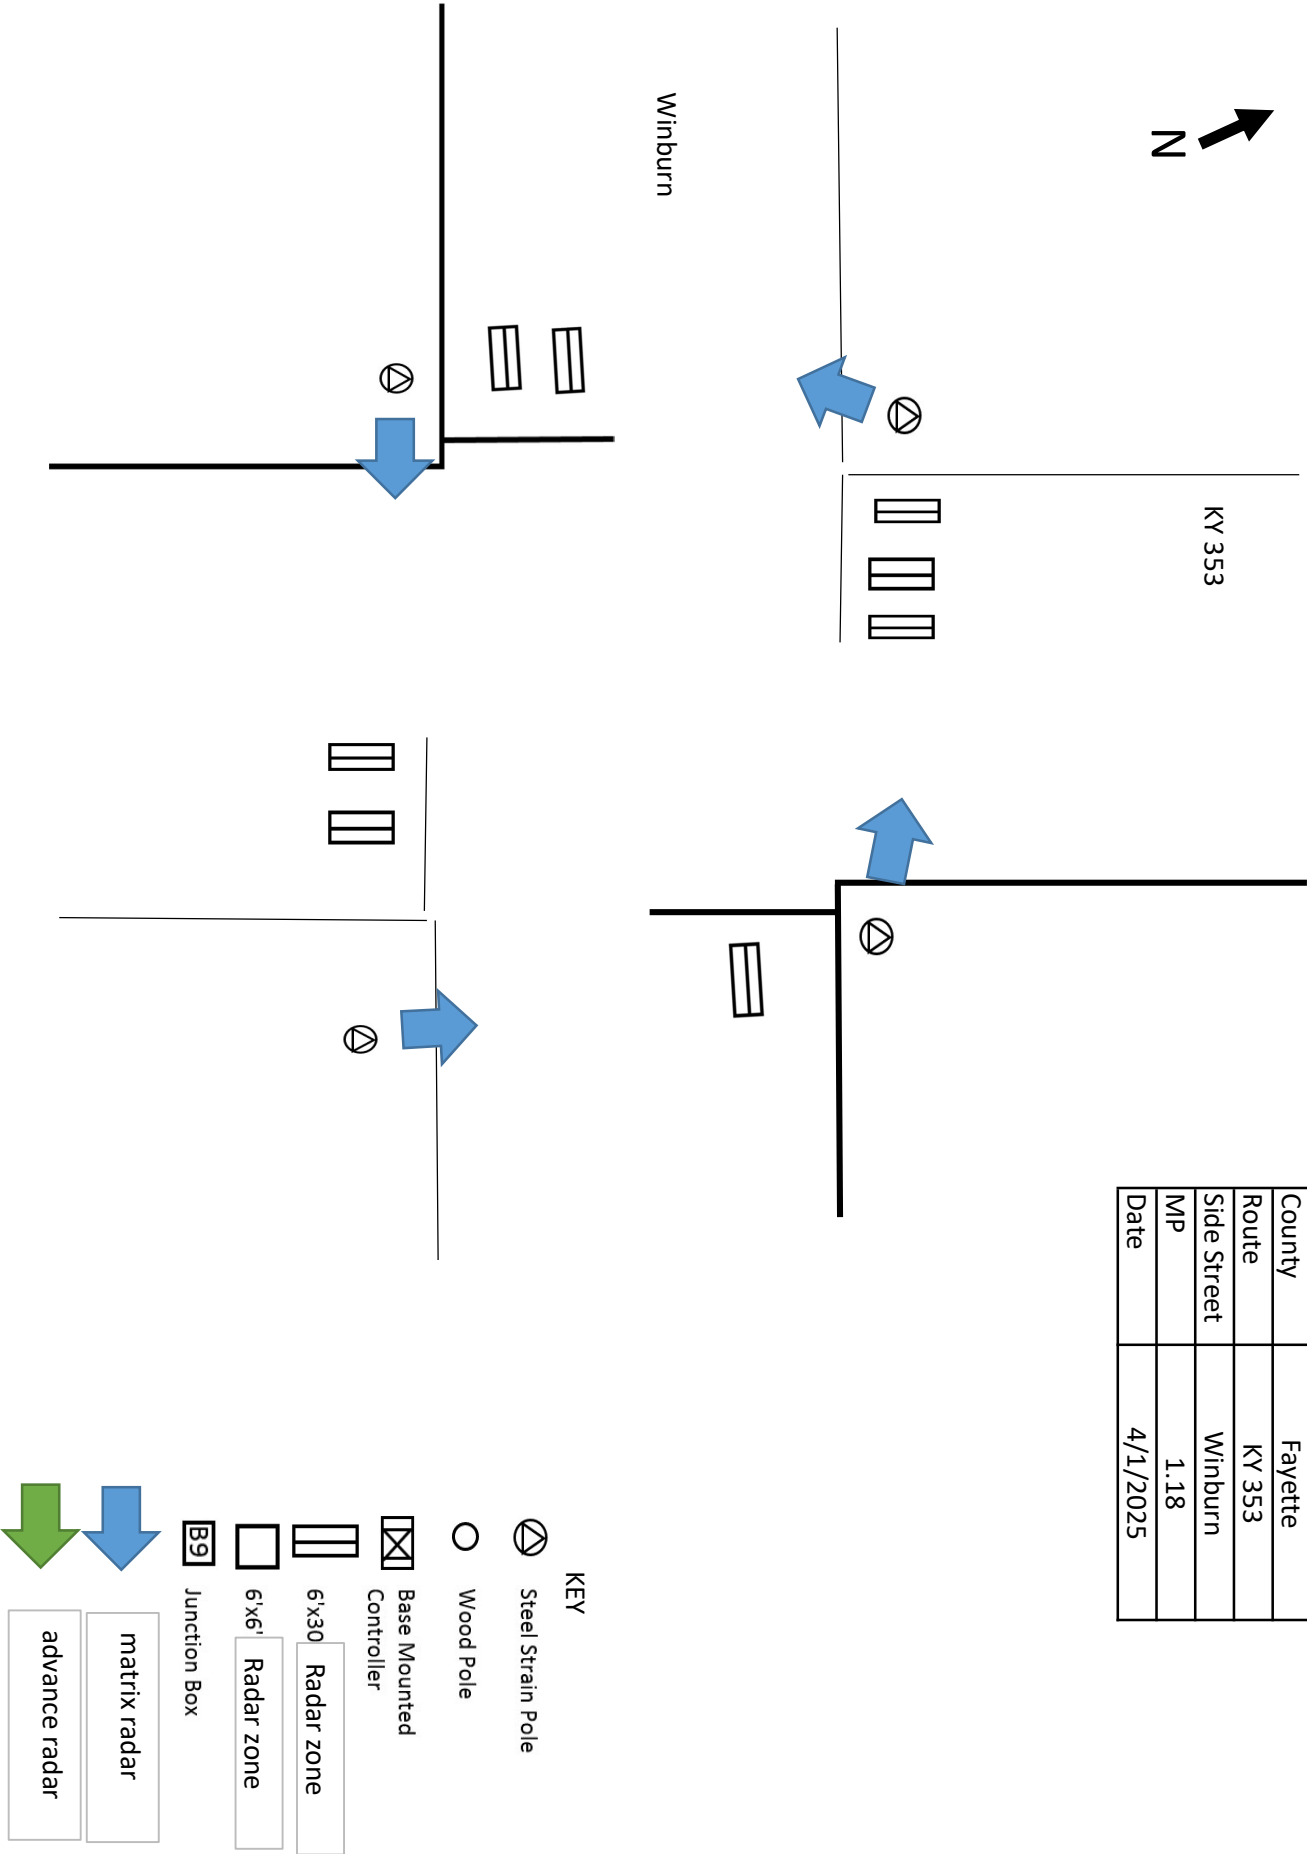 N
Winburn
KY 353
County Fayette
Route KY 353
Side Street Winburn
MP 1.18
Date 4/1/2025
KEY
Steel Strain Pole
Wood Pole
Base Mounted
Controller
6'x30 Radar zone
6'x6' Radar zone
B9 Junction Box
matrix radar
advance radar